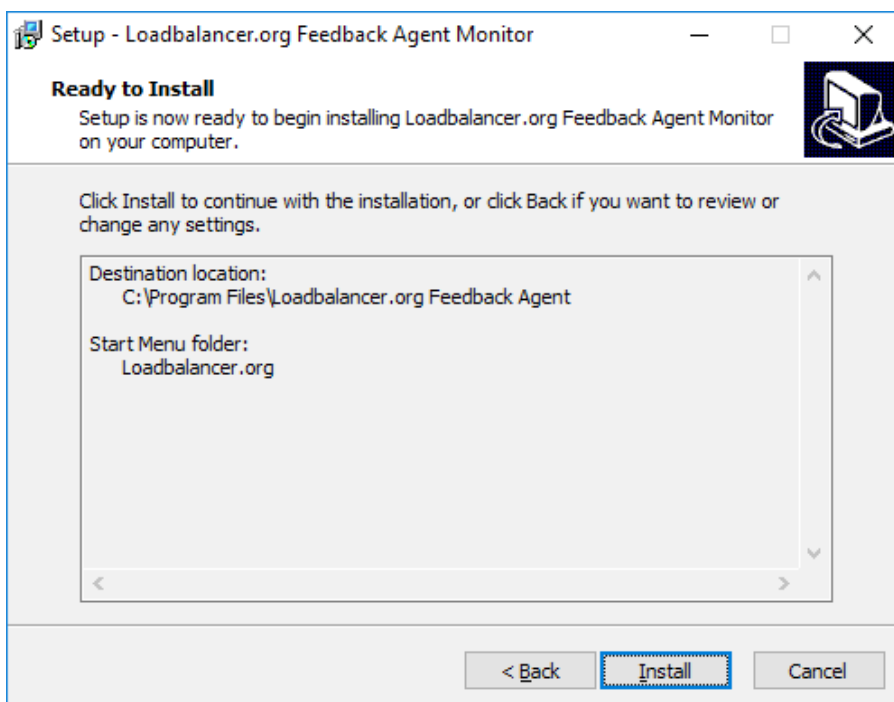 Setup - Loadbalancer.org Feedback Agent Monitor
Ready to Install
Setup is now ready to begin installing Loadbalancer.org Feedback Agent Monitor
on your computer.
Click Install to continue with the installation, or click Back if you want to review or
change any settings.
Destination location:
C:\Program Files\Loadbalancer.org Feedback Agent
Start Menu folder:
Loadbalancer.org
< Back Install Cancel